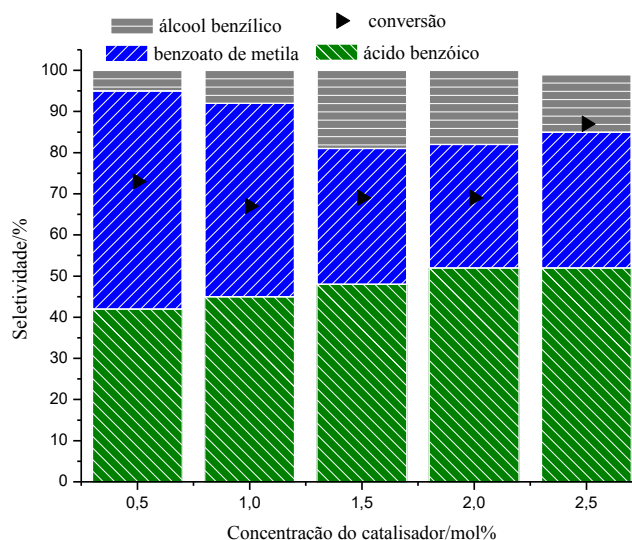 álcool benzílico
conversão
benzoato de metila
ácido benzóico
100
90
80
70
60
50
40
30
20
10
0
Seletividade/%
0,5 1,0 1,5 2,0 2,5
Concentração do catalisador/mol%